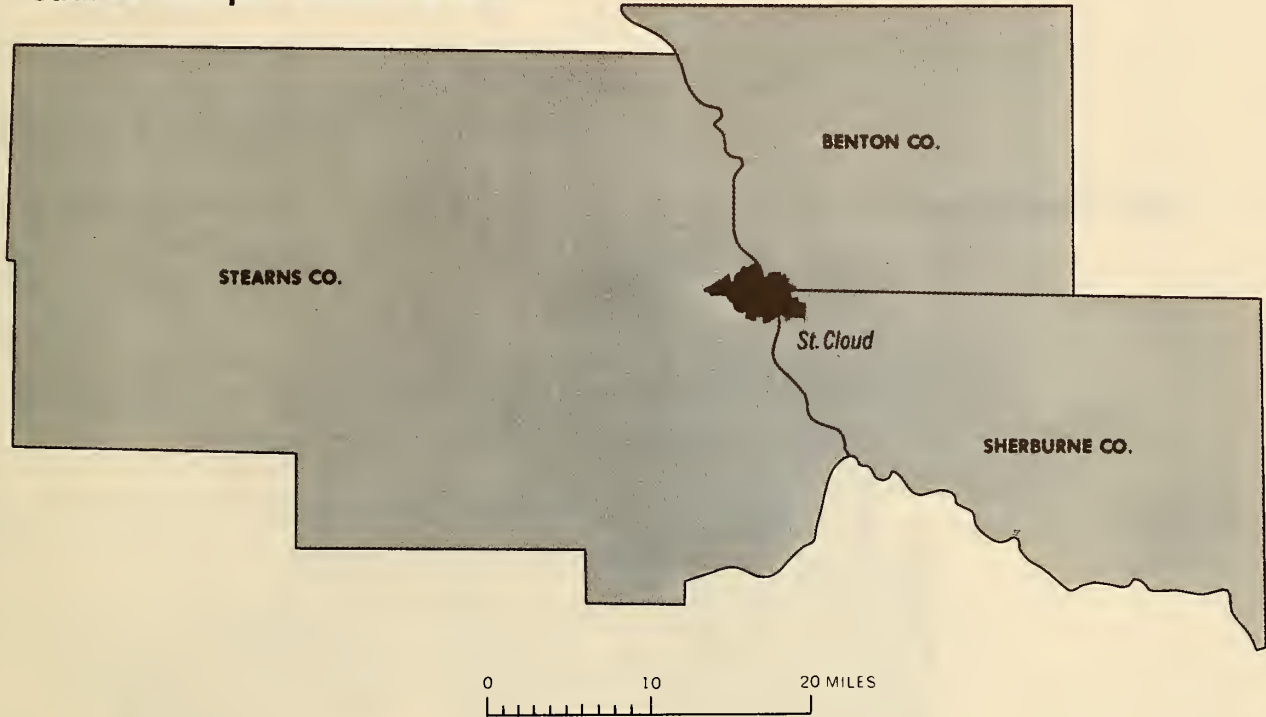 BENTON CO.
STEARNS CO.
St. Cloud
SHERBURNE CO.
0 10 20 MILES